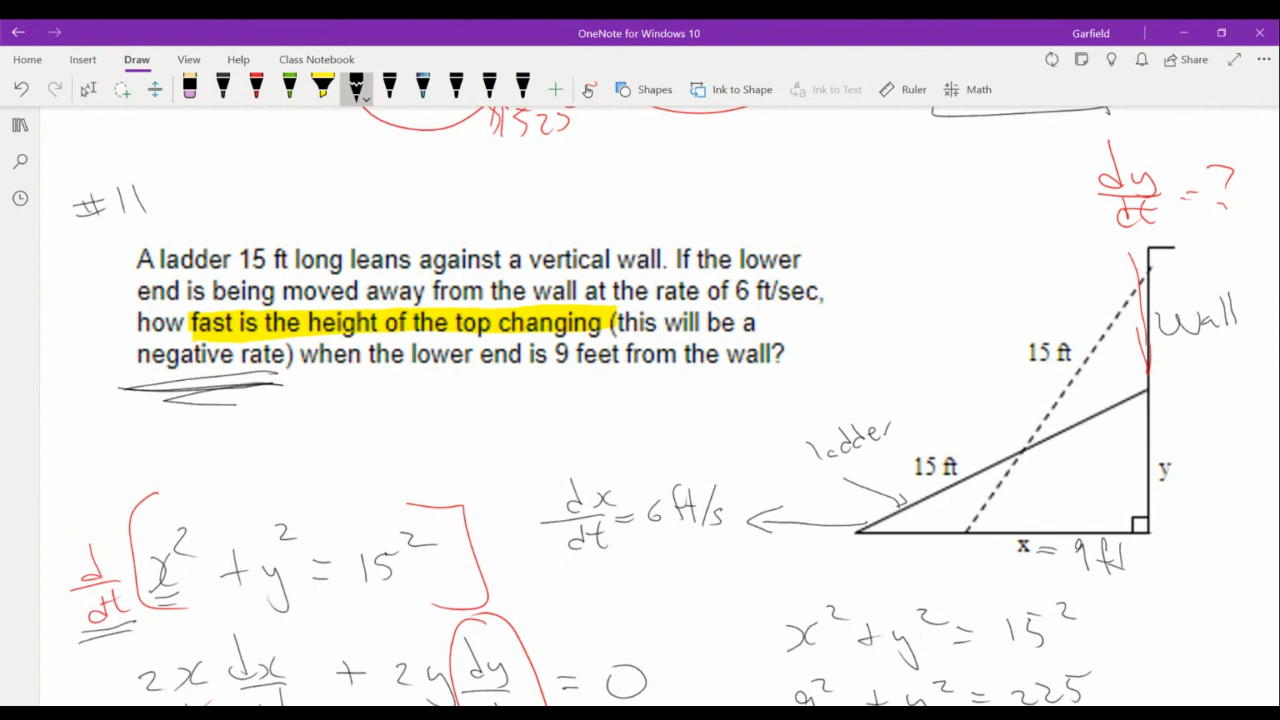 OneNote for Windows 10
Garfield
Home Insert Draw View Help Class Notebook
Share
Shapes Ink to Shape Ink to Text Ruler Math
#11
dy/dt = ?
A ladder 15 ft long leans against a vertical wall. If the lower
end is being moved away from the wall at the rate of 6 ft/sec,
how fast is the height of the top changing (this will be a
negative rate) when the lower end is 9 feet from the wall?
Wall
15 ft
ladder
15 ft
y
dx/dt = 6 ft/s
x = 9 ft
d/dt [x² + y² = 15²]
x² + y² = 15²
2x dx + 2y dy = 0
9² + y² = 225